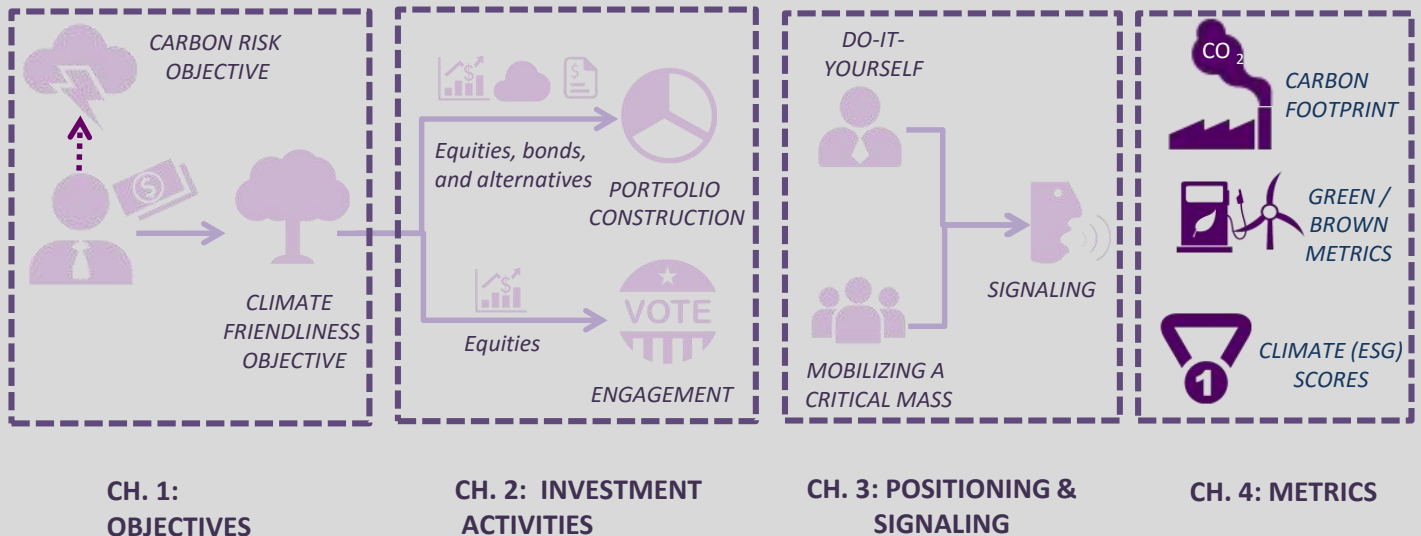 CARBON RISK
OBJECTIVE
$
CLIMATE
FRIENDLINESS
OBJECTIVE
$
$
Equities, bonds,
and alternatives
PORTFOLIO
CONSTRUCTION
$
Equities
VOTE
ENGAGEMENT
DO-IT-
YOURSELF
SIGNALING
MOBILIZING A
CRITICAL MASS
CO 2
CARBON
FOOTPRINT
GREEN /
BROWN
METRICS
1
CLIMATE (ESG)
SCORES
CH. 1:
OBJECTIVES
CH. 2: INVESTMENT
ACTIVITIES
CH. 3: POSITIONING &
SIGNALING
CH. 4: METRICS